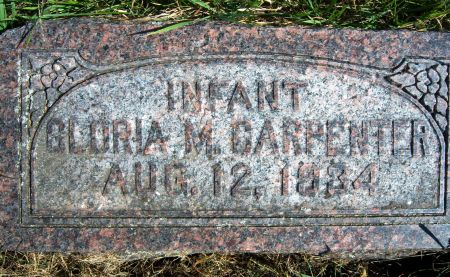 INFANT
GLORIA M. CARPENTER
AUG. 12, 1934